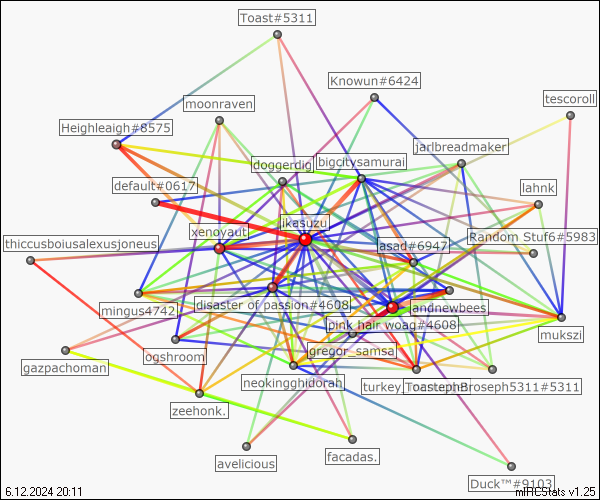 Toast#5311
Knowun#6424
tescoroll
moonraven
Heighleaigh#8575
jarlbreadmaker
doggerdig
bigcitysamurai
default#0617
lahnk
ikasuzu
xenoyaut
Random Stuf6#5983
thiccusboiusalexusjoneus
asad#6947
disaster of passion#4608
andnewbees
mingus4742
pink hair woag#4608
mukszi
gregor_samsa
ogshroom
gazpachoman
neokingghidorah
ToastephBroseph5311#5311
zeehonk.
facadas.
avelicious
Duck™#9103
6.12.2024 20:11
mIRCStats v1.25